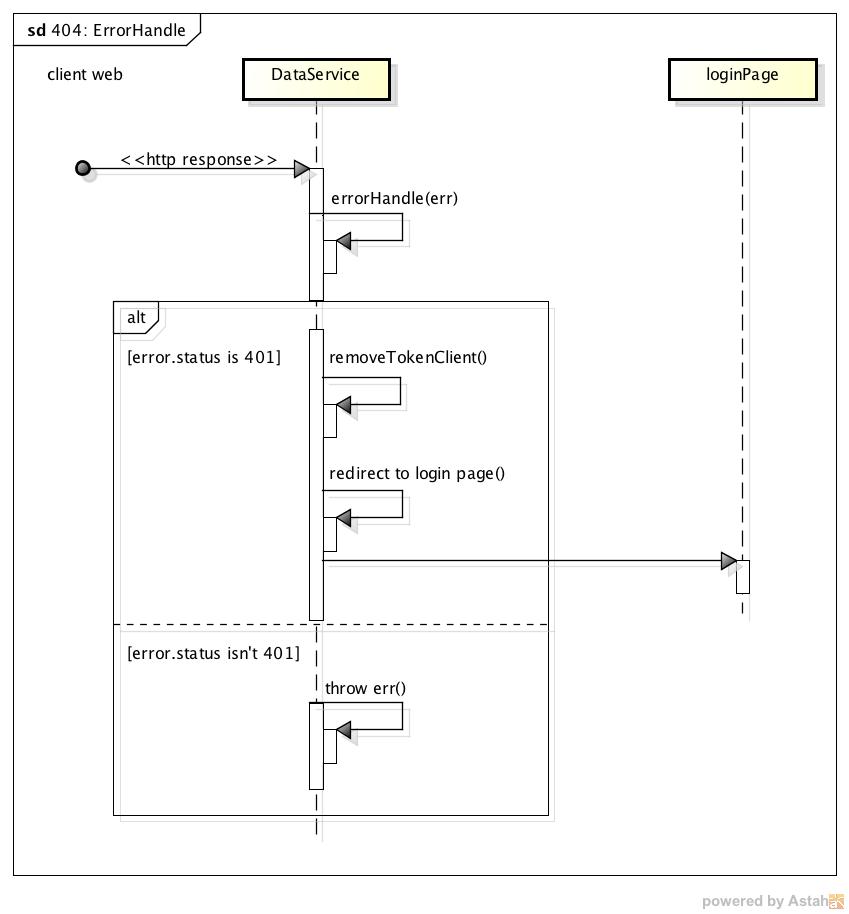 sd 404: ErrorHandle
client web
DataService
loginPage
<<http response>>
errorHandle(err)
alt
[error.status is 401]
removeTokenClient()
redirect to login page()
[error.status isn't 401]
throw err()
powered by Astah